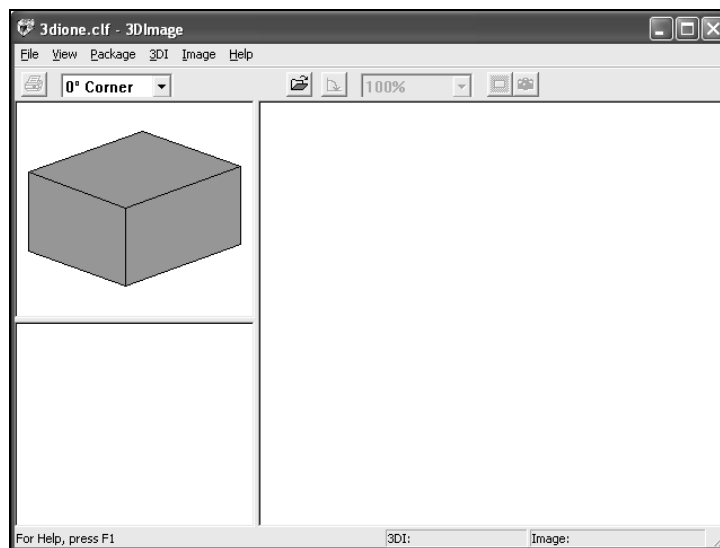 3dione.clf - 3DImage
File View Package 3DI Image Help
0° Corner 100%
For Help, press F1 3DI: Image: